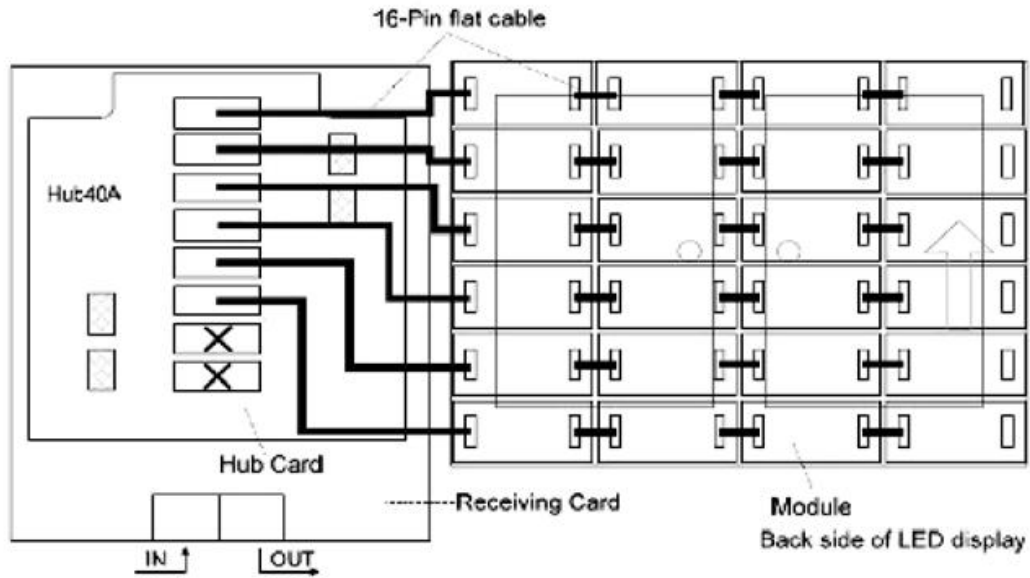 16-Pin flat cable
Hub40A
Hub Card
Receiving Card
Module
Back side of LED display
IN
OUT